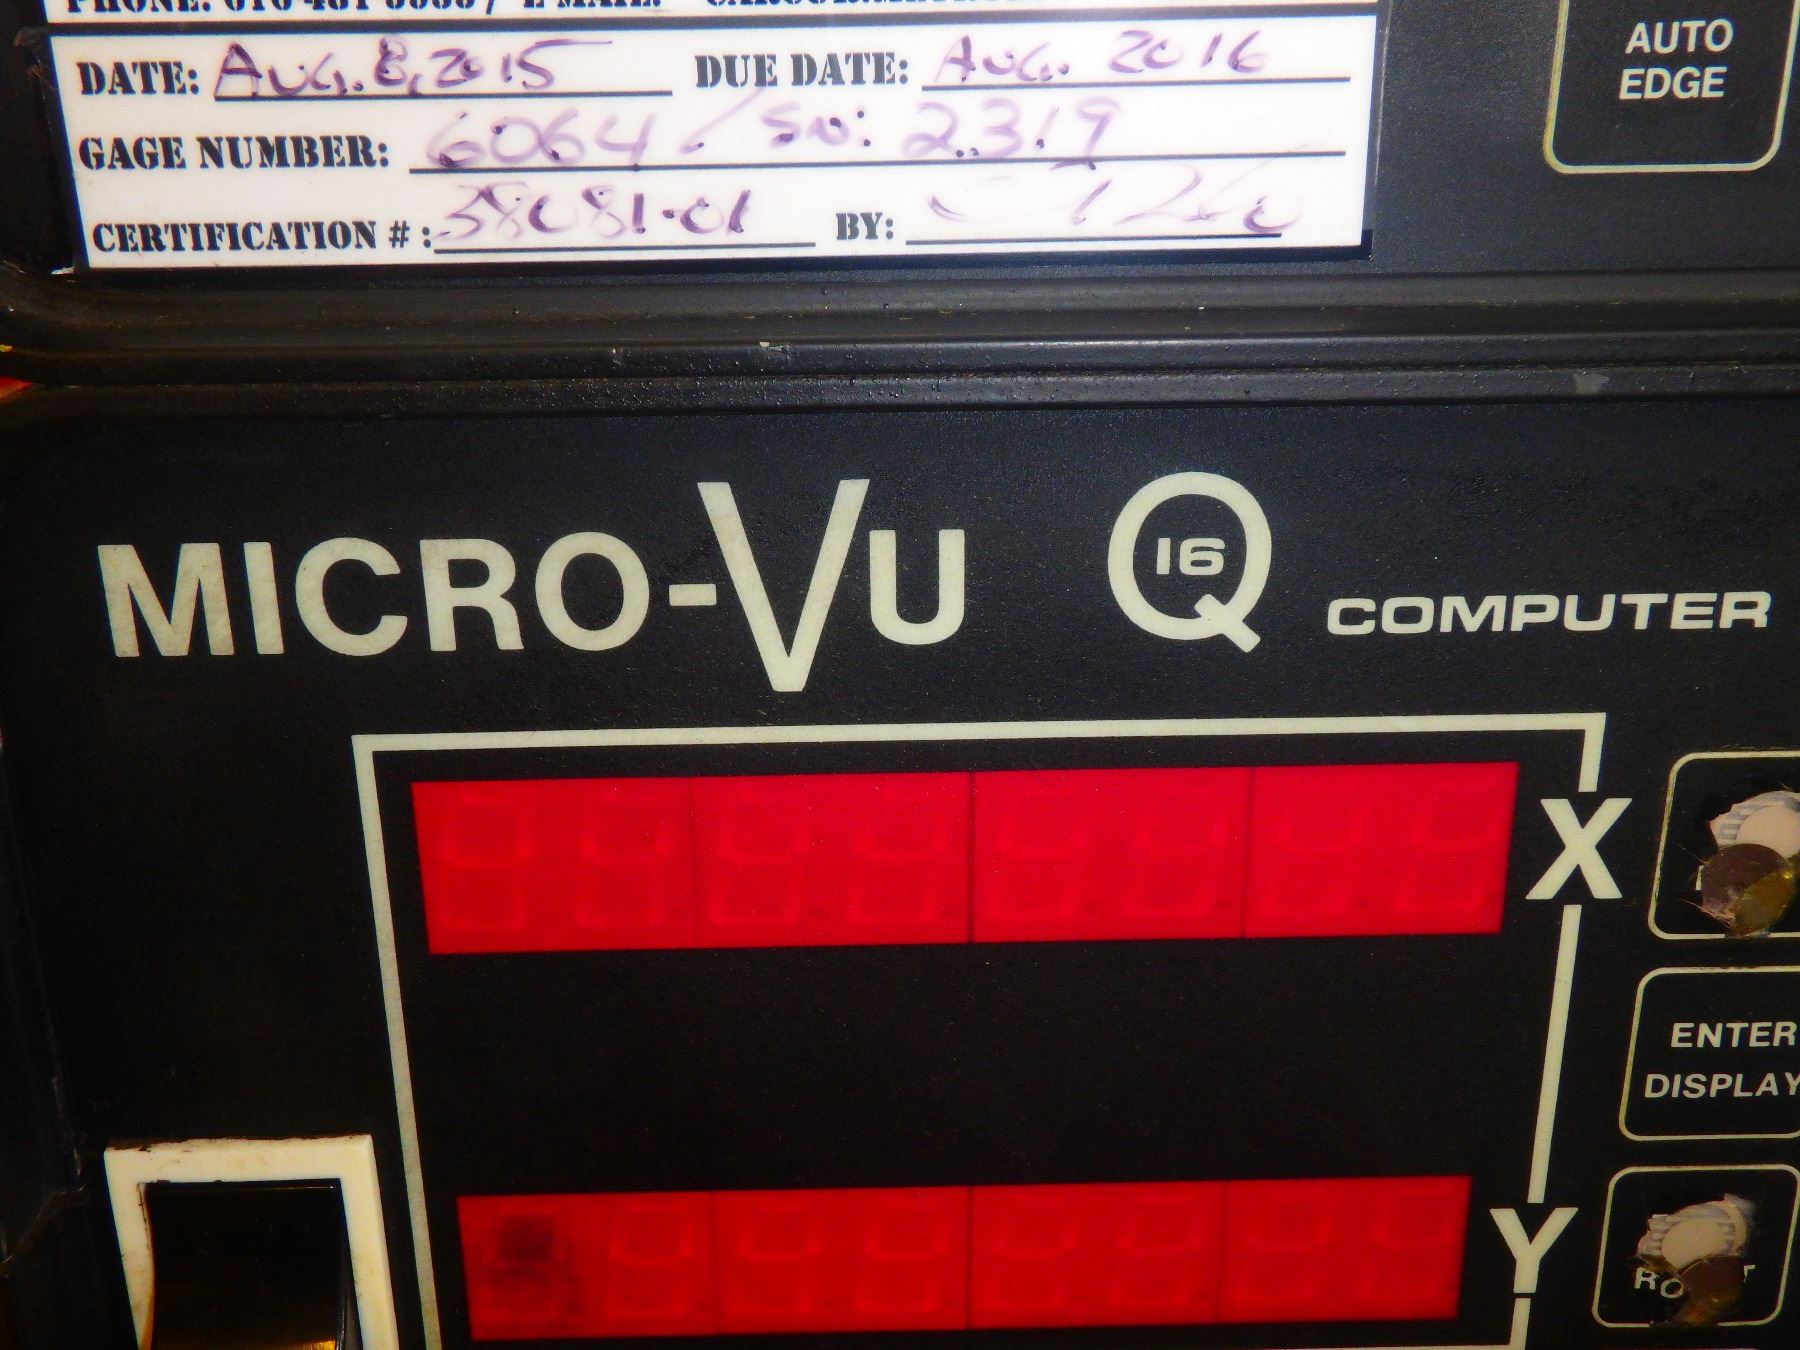 AUTO
EDGE
DATE: AUG. 8, 2015 DUE DATE: AUG. 2016
GAGE NUMBER: 6064 / SN: 2319
CERTIFICATION #: 38081-01 BY:
MICRO-VU Q16 COMPUTER
X
ENTER
DISPLAY
Y